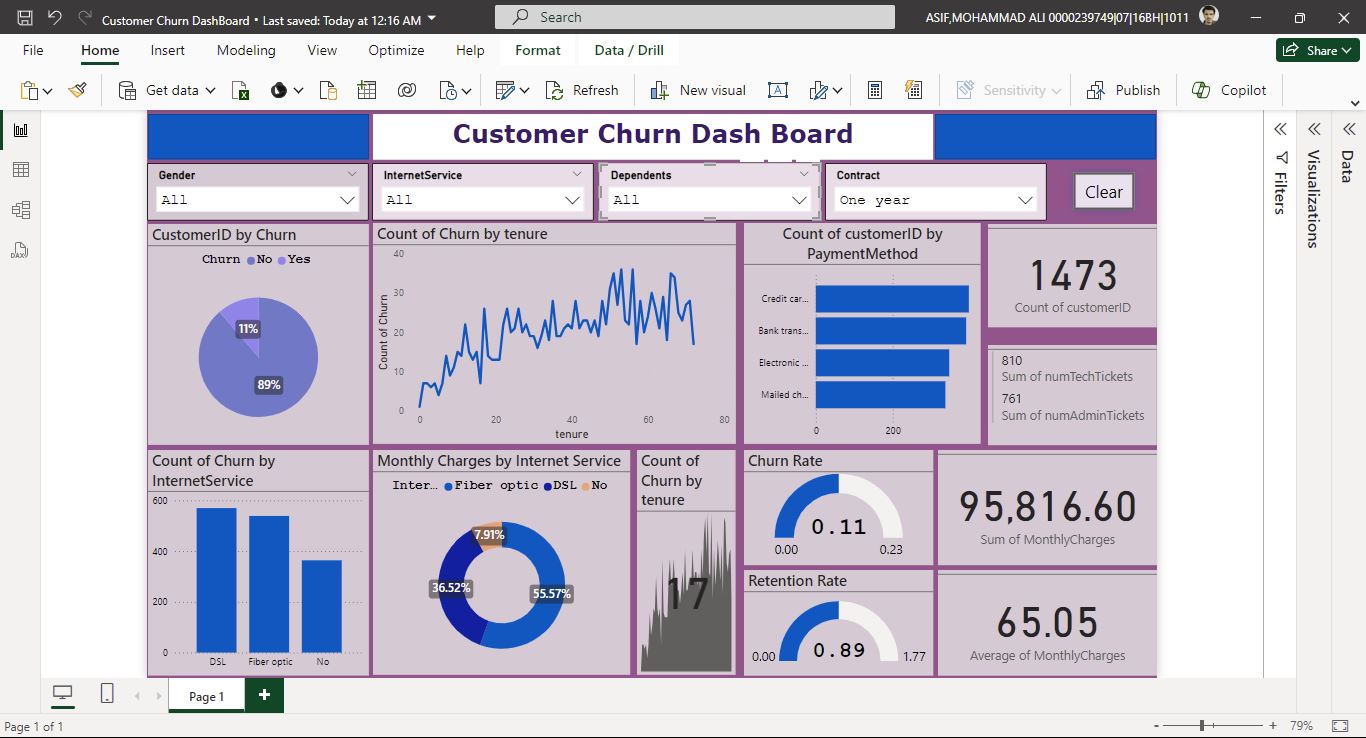 Customer Churn DashBoard • Last saved: Today at 12:16 AM
Search
ASIF,MOHAMMAD ALI 0000239749|07|16BH|1011
File Home Insert Modeling View Optimize Help Format Data / Drill
Share
Get data
Refresh
New visual
Sensitivity
Publish
Copilot
Customer Churn Dash Board
Gender
All
InternetService
All
Dependents
All
Contract
One year
Clear
Filters
Visualizations
Data
CustomerID by Churn
Churn No Yes
11%
89%
Count of Churn by tenure
Count of Churn
40
30
20
10
0
0 20 40 60 80
tenure
Count of customerID by
PaymentMethod
Credit car...
Bank trans...
Electronic ...
Mailed ch...
0 200
1473
Count of customerID
810
Sum of numTechTickets
761
Sum of numAdminTickets
Count of Churn by
InternetService
600
400
200
0
DSL Fiber optic No
Monthly Charges by Internet Service
Inter... Fiber optic DSL No
7.91%
36.52%
55.57%
Count of
Churn by
tenure
17
Churn Rate
0.11
0.00 0.23
Retention Rate
0.89
0.00 1.77
95,816.60
Sum of MonthlyCharges
65.05
Average of MonthlyCharges
Page 1
+
Page 1 of 1
- + 79%